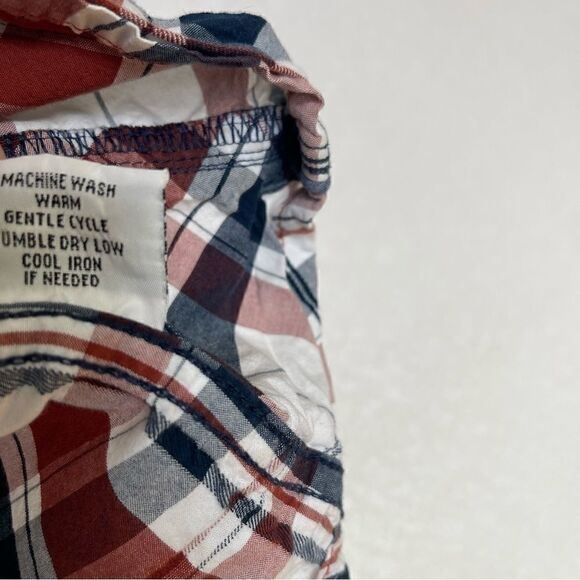 MACHINE WASH
WARM
GENTLE CYCLE
UMBLE DRY LOW
COOL IRON
IF NEEDED